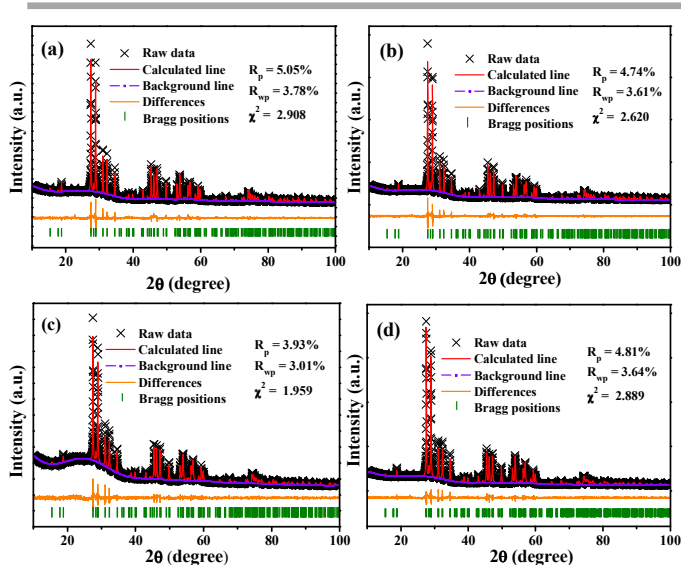 (a)
Raw data
Calculated line
Background line
Differences
Bragg positions
R_p = 5.05%
R_wp = 3.78%
χ² = 2.908
Intensity (a.u.)
20 40 60 80 100
2θ (degree)
(b)
Raw data
Calculated line
Background line
Differences
Bragg positions
R_p = 4.74%
R_wp = 3.61%
χ² = 2.620
Intensity (a.u.)
20 40 60 80 100
2θ (degree)
(c)
Raw data
Calculated line
Background line
Differences
Bragg positions
R_p = 3.93%
R_wp = 3.01%
χ² = 1.959
Intensity (a.u.)
20 40 60 80 100
2θ (degree)
(d)
Raw data
Calculated line
Background line
Differences
Bragg positions
R_p = 4.81%
R_wp = 3.64%
χ² = 2.889
Intensity (a.u.)
20 40 60 80 100
2θ (degree)